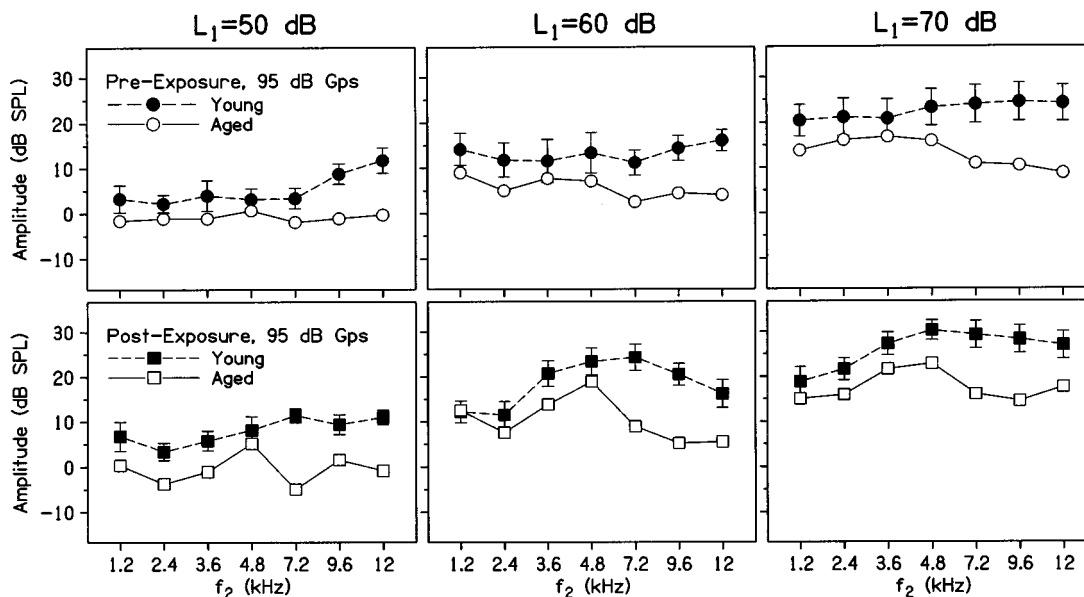 L1=50 dB
L1=60 dB
L1=70 dB
Amplitude (dB SPL)
30
20
10
0
-10
Pre-Exposure, 95 dB Gps
Young
Aged
Amplitude (dB SPL)
30
20
10
0
-10
Post-Exposure, 95 dB Gps
Young
Aged
1.2 2.4 3.6 4.8 7.2 9.6 12
f2 (kHz)
1.2 2.4 3.6 4.8 7.2 9.6 12
f2 (kHz)
1.2 2.4 3.6 4.8 7.2 9.6 12
f2 (kHz)